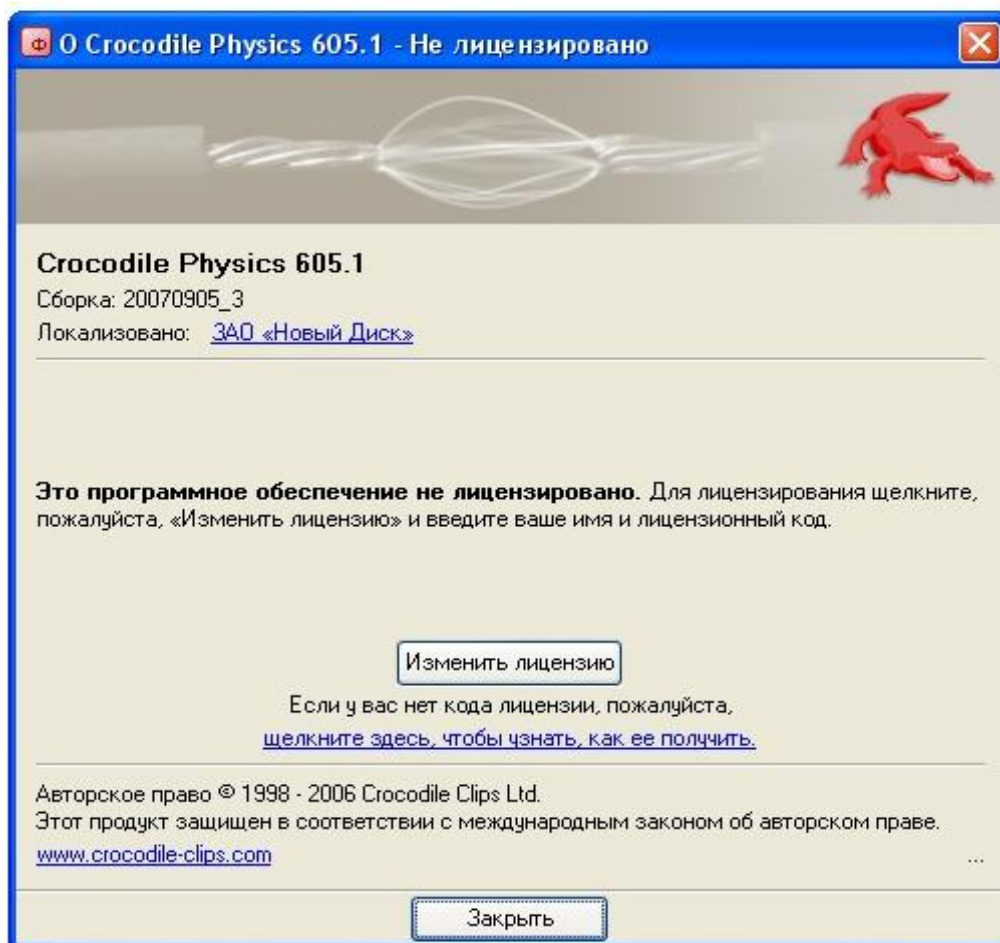 Ф О Crocodile Physics 605.1 - Не лицензировано
Crocodile Physics 605.1
Сборка: 20070905_3
Локализовано: ЗАО «Новый Диск»
Это программное обеспечение не лицензировано. Для лицензирования щелкните,
пожалуйста, «Изменить лицензию» и введите ваше имя и лицензионный код.
Изменить лицензию
Если у вас нет кода лицензии, пожалуйста,
щелкните здесь, чтобы узнать, как ее получить.
Авторское право © 1998 - 2006 Crocodile Clips Ltd.
Этот продукт защищен в соответствии с международным законом об авторском праве.
www.crocodile-clips.com ...
Закрыть